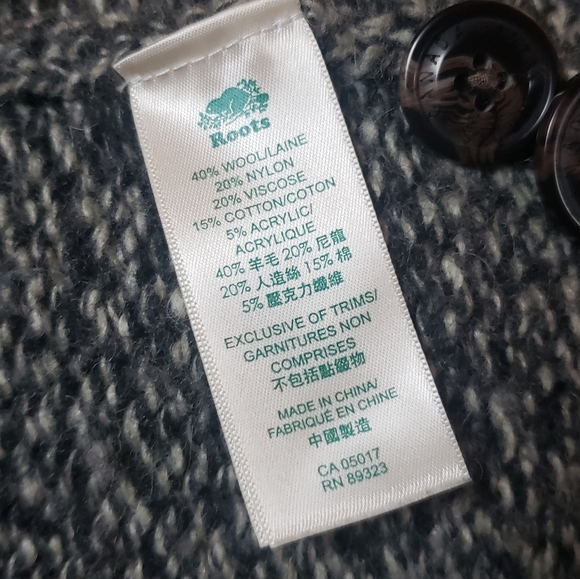 Roots
40% WOOL/LAINE
20% NYLON
20% VISCOSE
15% COTTON/COTON
5% ACRYLIC/
ACRYLIQUE
40% 羊毛 20% 尼龍
20% 人造絲 15% 棉
5% 壓克力纖維
EXCLUSIVE OF TRIMS/
GARNITURES NON
COMPRISES
不包括點綴物
MADE IN CHINA/
FABRIQUÉ EN CHINE
中國製造
CA 05017
RN 89323